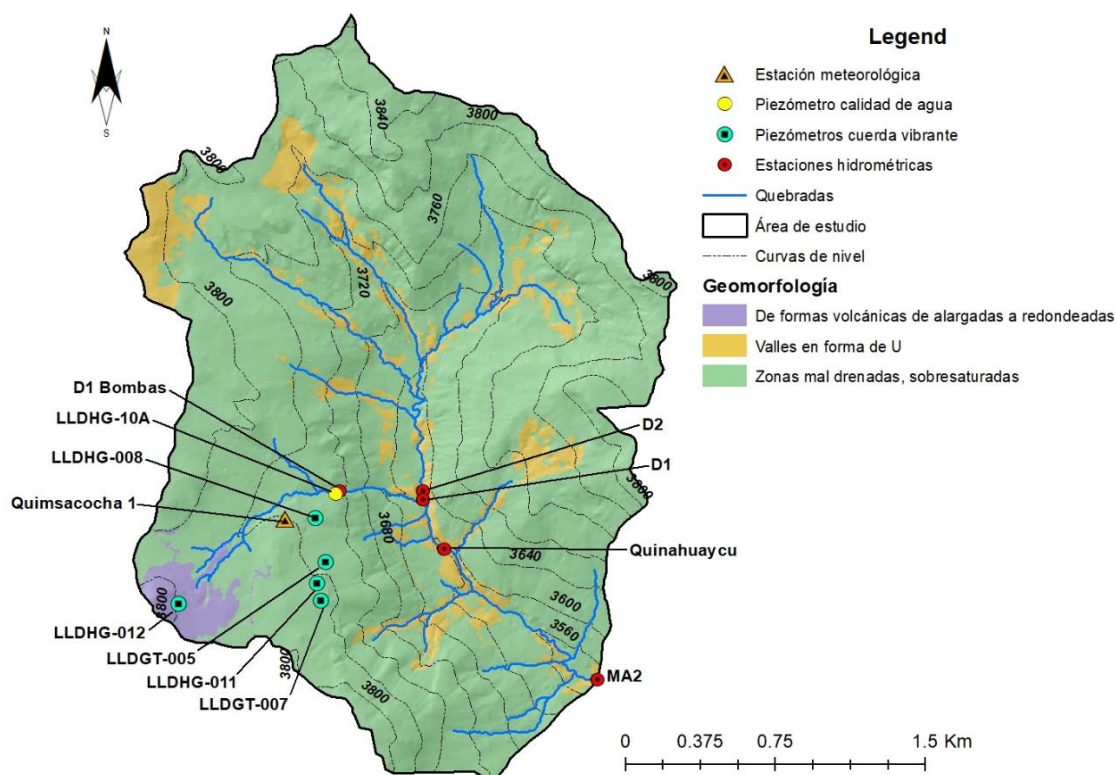 N
S
Legend
Estación meteorológica
Piezómetro calidad de agua
Piezómetros cuerda vibrante
Estaciones hidrométricas
Quebradas
Área de estudio
Curvas de nivel
Geomorfología
De formas volcánicas de alargadas a redondeadas
Valles en forma de U
Zonas mal drenadas, sobresaturadas
3840
3800
3800
3760
3800
3720
3800
D1 Bombas
LLDHG-10A
LLDHG-008
Quimsacocha 1
D2
D1
3800
3680
3640
Quinahuaycu
3800
3600
3560
LLDHG-012
LLDGT-005
LLDHG-011
LLDGT-007
3800
3800
MA2
0 0.375 0.75 1.5 Km